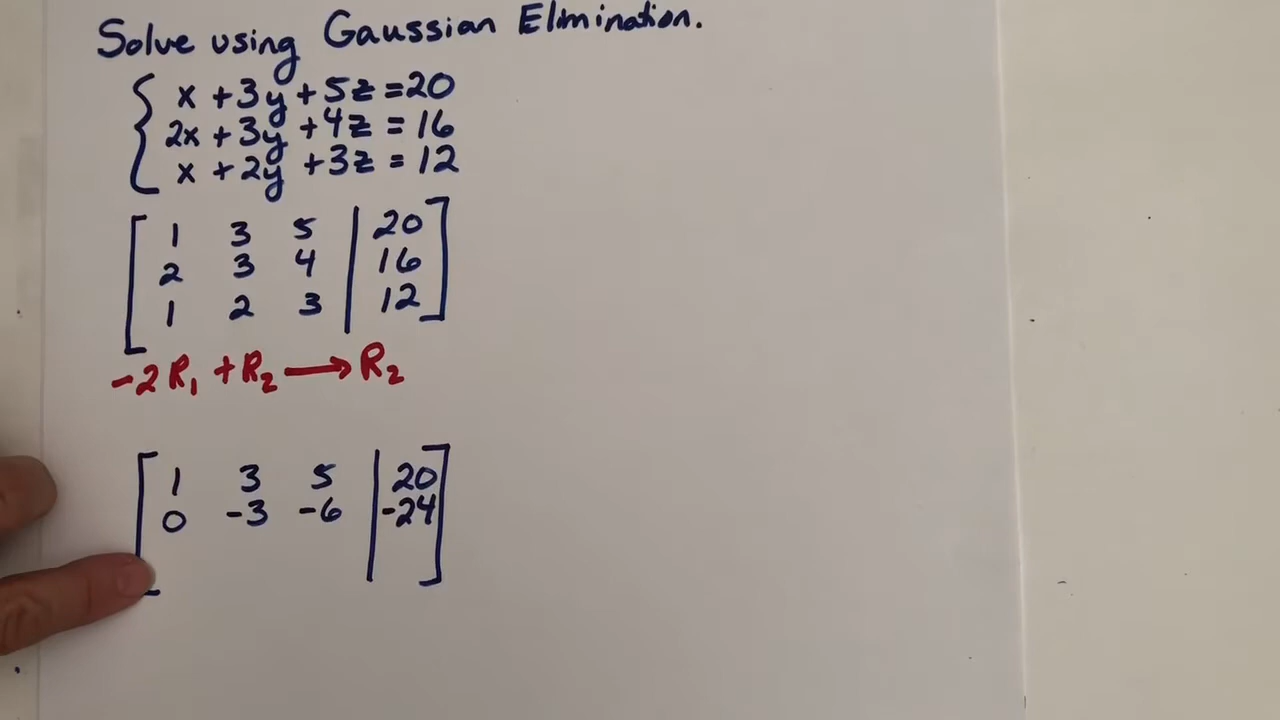 Solve using Gaussian Elimination.
x + 3y + 5z = 20
2x + 3y + 4z = 16
x + 2y + 3z = 12
1 3 5 | 20
2 3 4 | 16
1 2 3 | 12
-2R₁ + R₂ → R₂
1 3 5 | 20
0 -3 -6 | -24